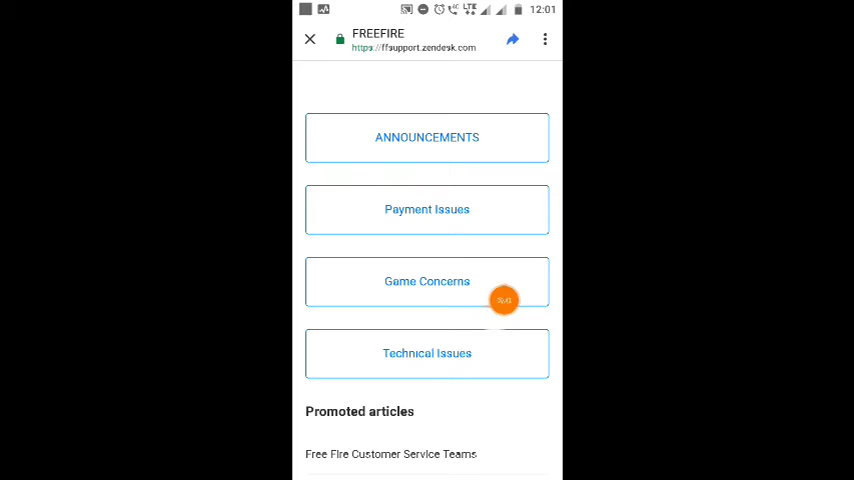 LTE 12:01
FREEFIRE
https://ffsupport.zendesk.com
ANNOUNCEMENTS
Payment Issues
Game Concerns
Technical Issues
Promoted articles
Free Fire Customer Service Teams